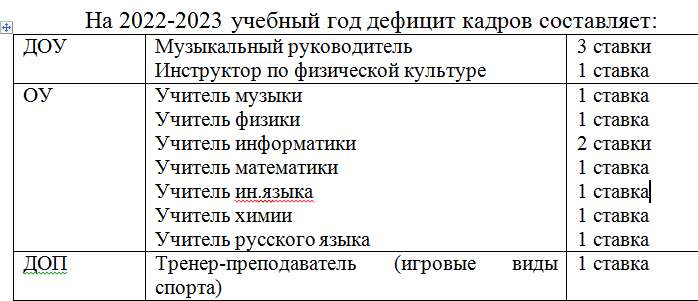 На 2022-2023 учебный год дефицит кадров составляет:
ДОУ Музыкальный руководитель 3 ставки
Инструктор по физической культуре 1 ставка
ОУ Учитель музыки 1 ставка
Учитель физики 1 ставка
Учитель информатики 2 ставки
Учитель математики 1 ставка
Учитель ин.языка 1 ставка
Учитель химии 1 ставка
Учитель русского языка 1 ставка
ДОП Тренер-преподаватель (игровые виды 1 ставка
спорта)